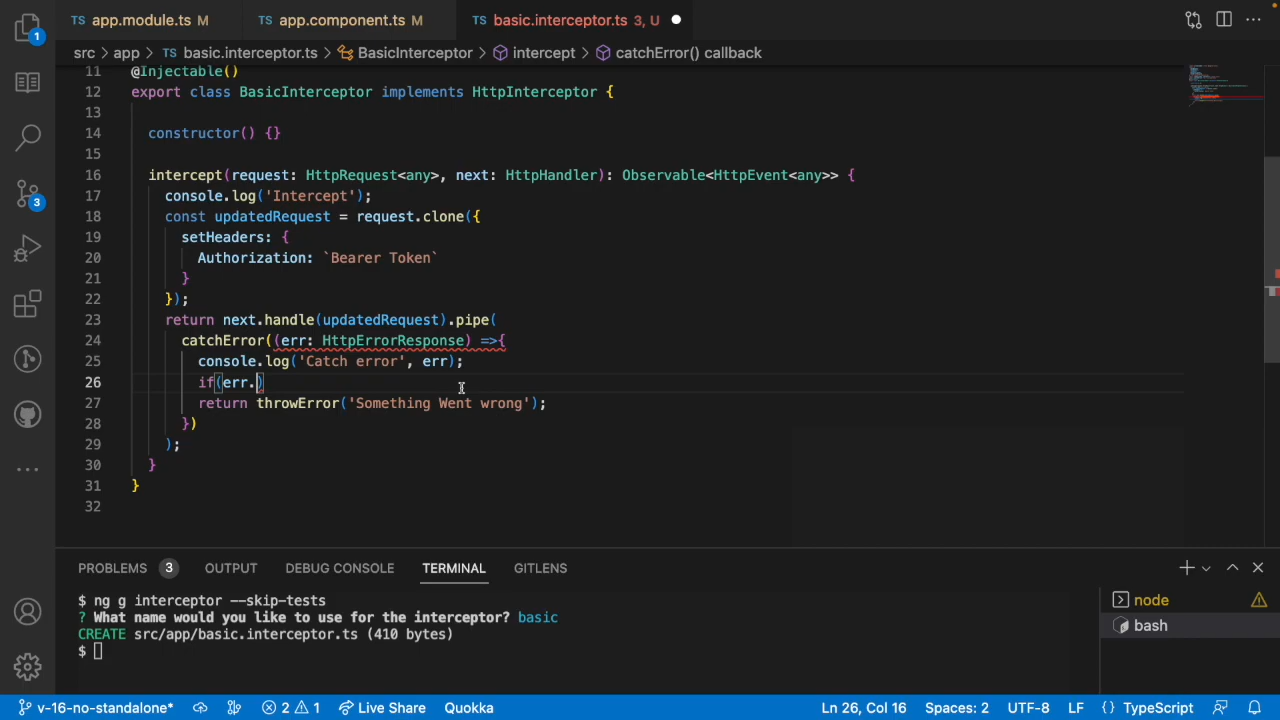 app.module.ts M
app.component.ts M
basic.interceptor.ts 3, U
src > app > TS basic.interceptor.ts > BasicInterceptor > intercept > catchError() callback
11 @Injectable()
12 export class BasicInterceptor implements HttpInterceptor {
13
14 constructor() {}
15
16 intercept(request: HttpRequest<any>, next: HttpHandler): Observable<HttpEvent<any>> {
17 console.log('Intercept');
18 const updatedRequest = request.clone({
19 setHeaders: {
20 Authorization: `Bearer Token`
21 }
22 });
23 return next.handle(updatedRequest).pipe(
24 catchError((err: HttpErrorResponse) =>{
25 console.log('Catch error', err);
26 if(err.)
27 return throwError('Something Went wrong');
28 })
29 );
30 }
31 }
32
PROBLEMS 3 OUTPUT DEBUG CONSOLE TERMINAL GITLENS
$ ng g interceptor --skip-tests
? What name would you like to use for the interceptor? basic
CREATE src/app/basic.interceptor.ts (410 bytes)
$
node
bash
1
3
v-16-no-standalone* 2 1 Live Share Quokka Ln 26, Col 16 Spaces: 2 UTF-8 LF {} TypeScript